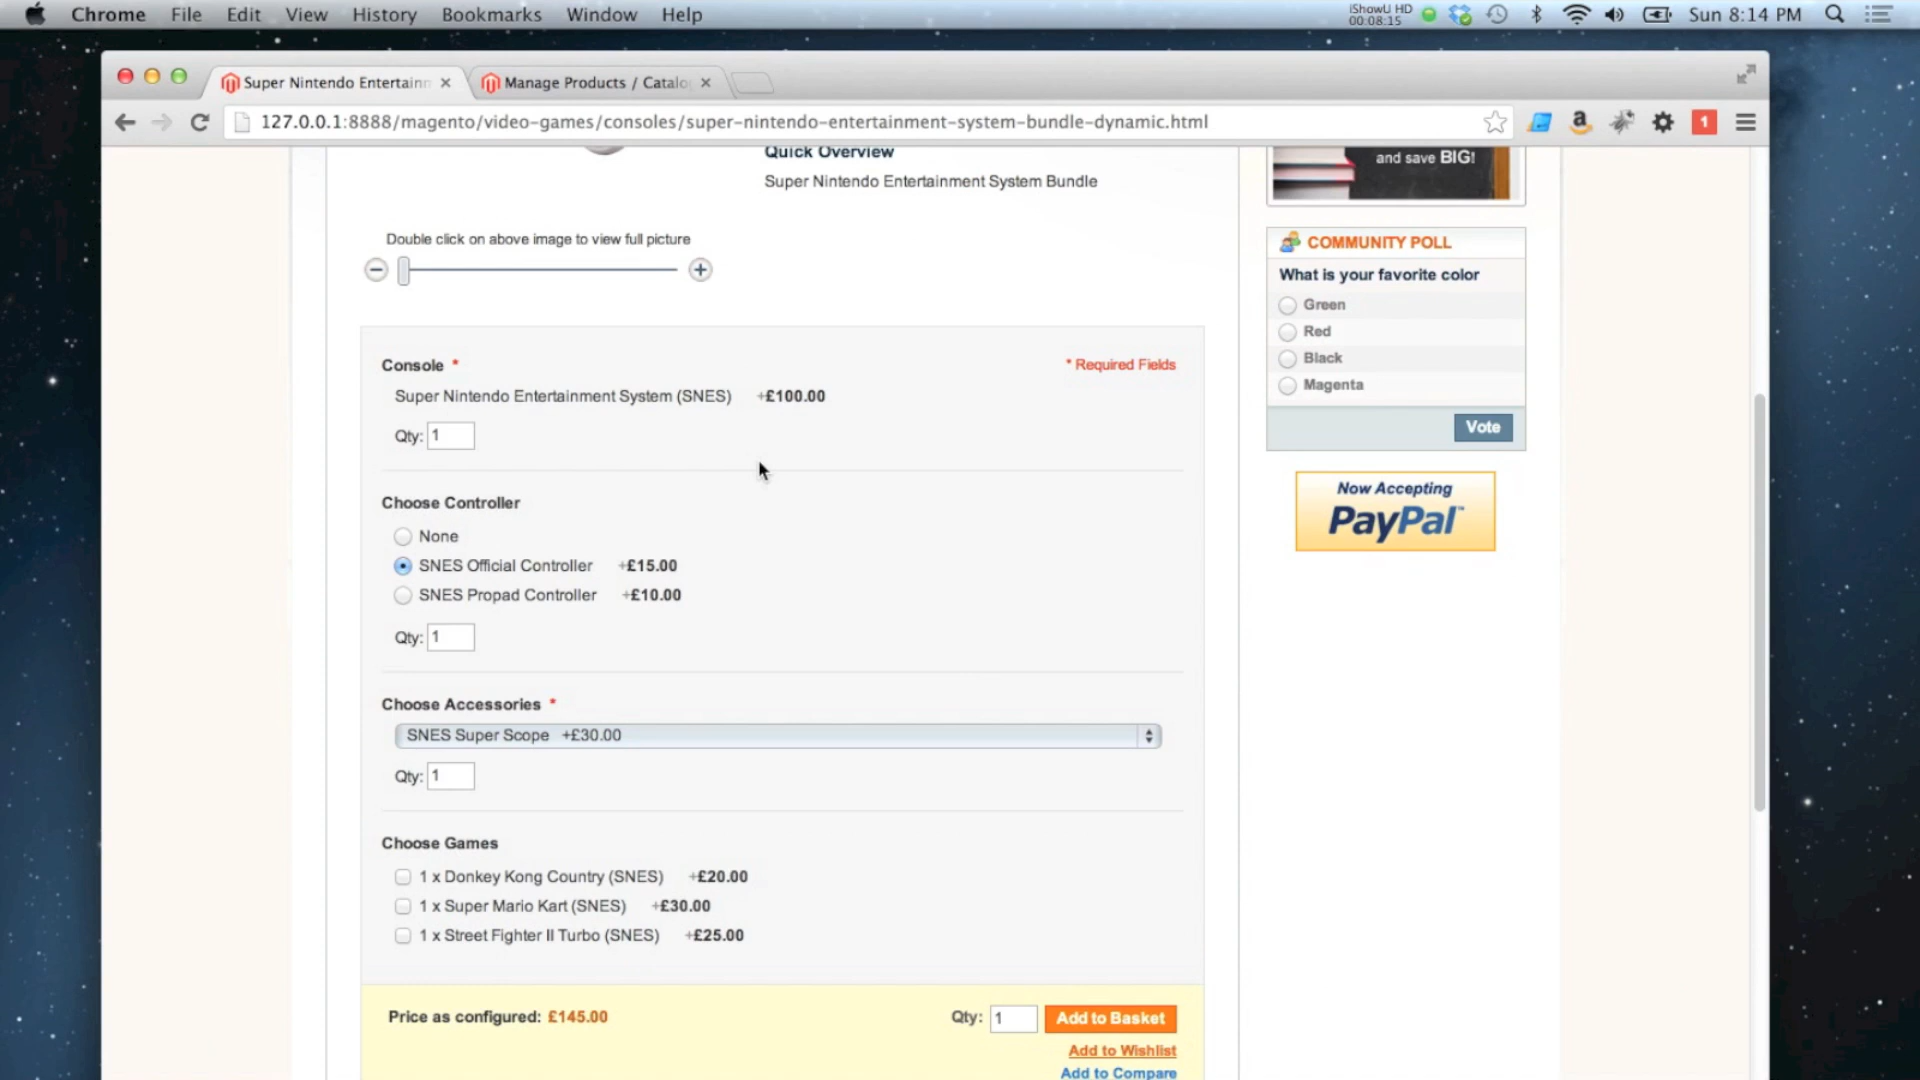 Chrome File Edit View History Bookmarks Window Help
iShowU HD
00:08:15
Sun 8:14 PM
Super Nintendo Entertainn
Manage Products / Catalo
127.0.0.1:8888/magento/video-games/consoles/super-nintendo-entertainment-system-bundle-dynamic.html
1
Quick Overview
Super Nintendo Entertainment System Bundle
Double click on above image to view full picture
Console *
* Required Fields
Super Nintendo Entertainment System (SNES) +£100.00
Qty: 1
Choose Controller
None
SNES Official Controller +£15.00
SNES Propad Controller +£10.00
Qty: 1
Choose Accessories *
SNES Super Scope +£30.00
Qty: 1
Choose Games
1 x Donkey Kong Country (SNES) +£20.00
1 x Super Mario Kart (SNES) +£30.00
1 x Street Fighter II Turbo (SNES) +£25.00
Price as configured: £145.00
Qty: 1 Add to Basket
Add to Wishlist
Add to Compare
and save BIG!
COMMUNITY POLL
What is your favorite color
Green
Red
Black
Magenta
Vote
Now Accepting
PayPal™